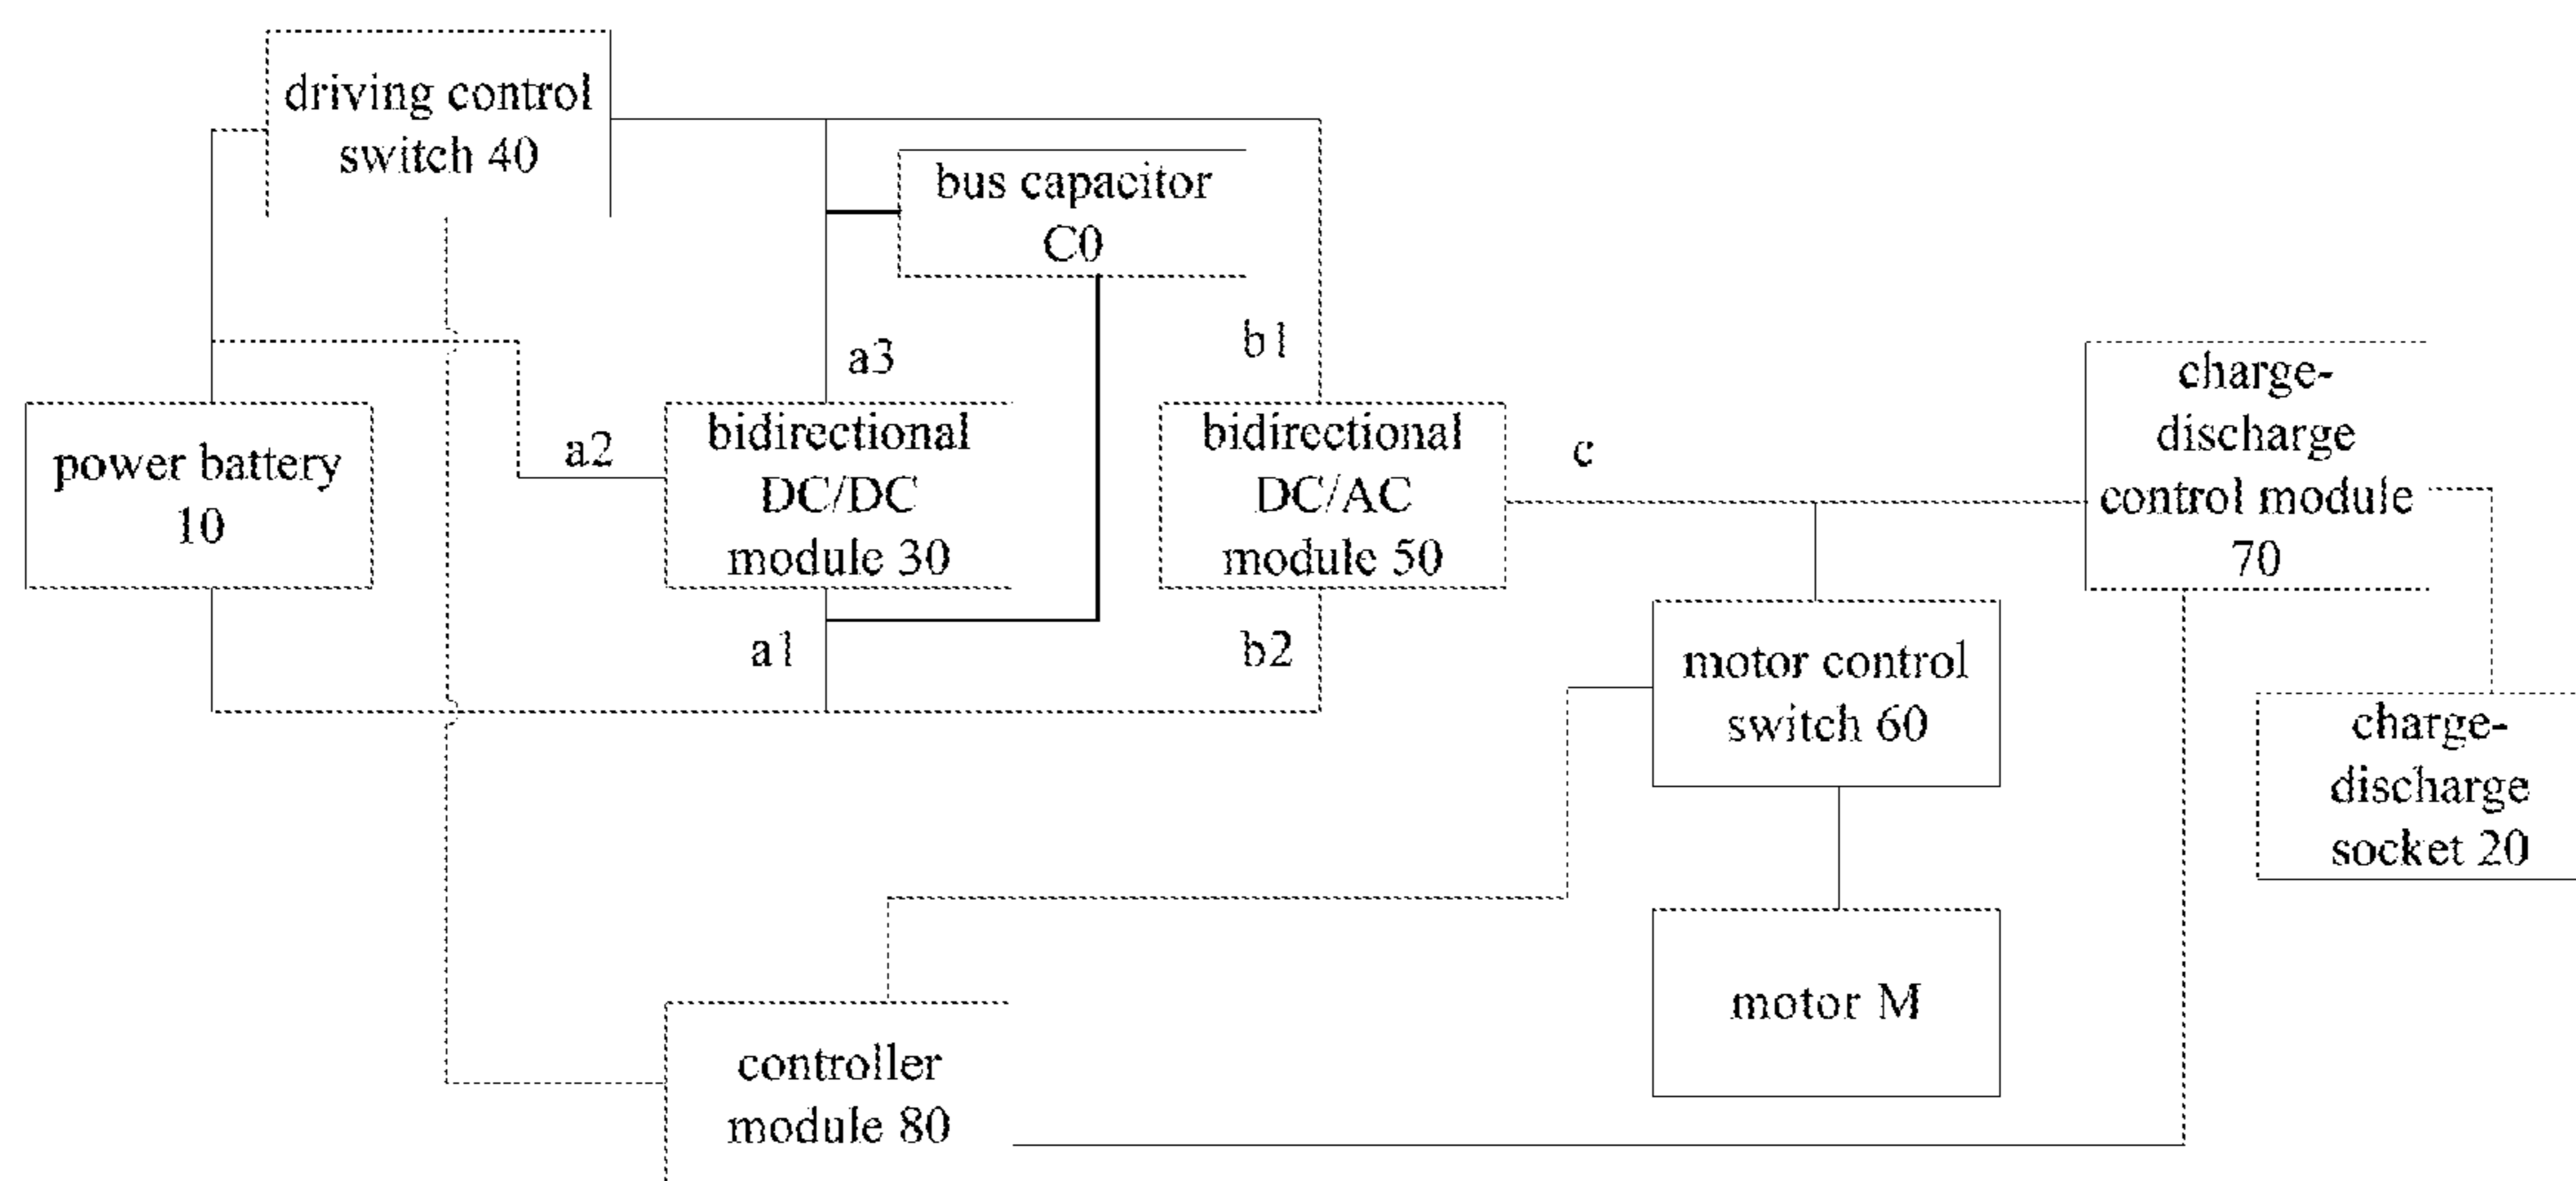 driving control
switch 40
bus capacitor
C0
a3
b1
power battery
10
a2
bidirectional
DC/DC
module 30
bidirectional
DC/AC
module 50
c
charge-
discharge
control module
70
a1
b2
motor control
switch 60
charge-
discharge
socket 20
motor M
controller
module 80